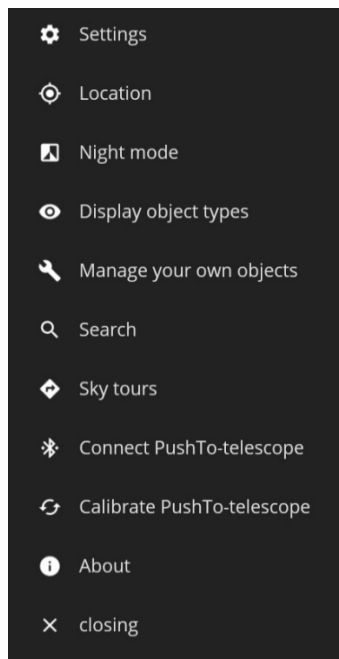 Settings
Location
Night mode
Display object types
Manage your own objects
Search
Sky tours
Connect PushTo-telescope
Calibrate PushTo-telescope
About
closing